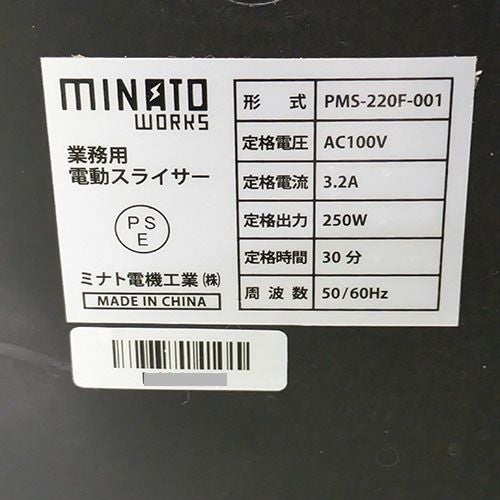 MINATO
WORKS
業務用
電動スライサー
PS
E
ミナト電機工業㈱
MADE IN CHINA
形式 PMS-220F-001
定格電圧 AC100V
定格電流 3.2A
定格出力 250W
定格時間 30分
周波数 50/60Hz